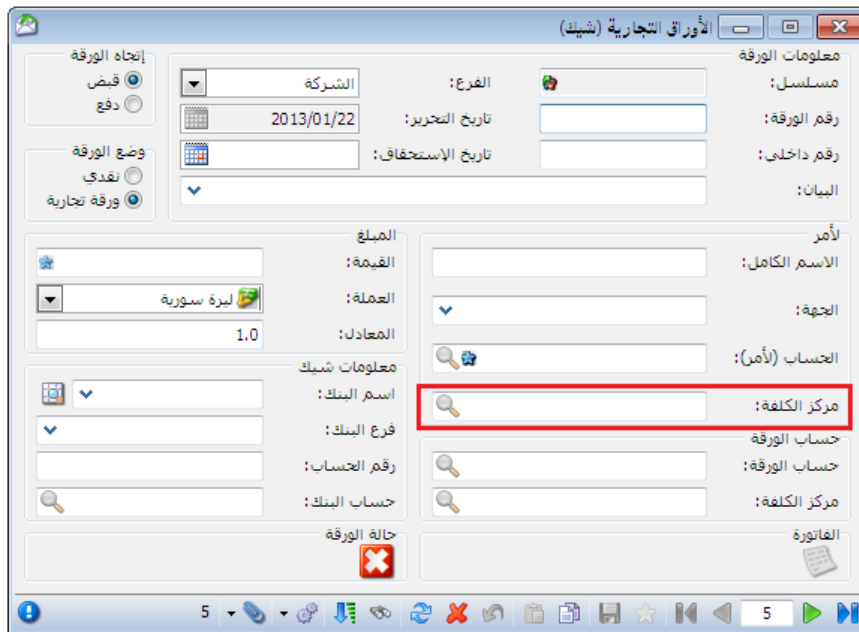 الأوراق التجارية (شيك)
معلومات الورقة
مسلسل:
الفرع:
الشركة
رقم الورقة:
تاريخ التحرير:
2013/01/22
رقم داخلي:
تاريخ الإستحقاق:
البيان:
إتجاه الورقة
قبض
دفع
وضع الورقة
نقدي
ورقة تجارية
لأمر
الاسم الكامل:
الجهة:
الحساب (لأمر):
مركز الكلفة:
المبلغ
القيمة:
العملة:
ليرة سورية
المعادل:
1.0
حساب الورقة
حساب الورقة:
مركز الكلفة:
معلومات شيك
اسم البنك:
فرع البنك:
رقم الحساب:
حساب البنك:
الفاتورة
حالة الورقة
5
5